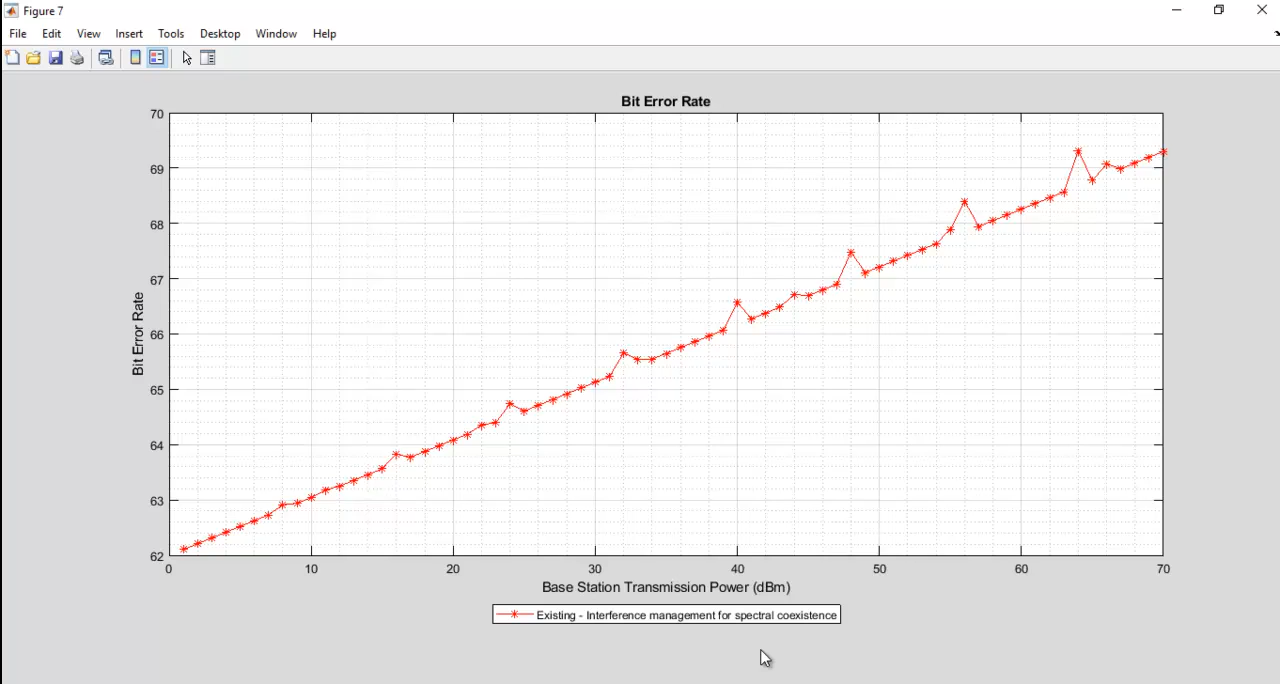 Figure 7
File Edit View Insert Tools Desktop Window Help
Bit Error Rate
70
69
68
67
66
65
64
63
62
Bit Error Rate
0 10 20 30 40 50 60 70
Base Station Transmission Power (dBm)
Existing - Interference management for spectral coexistence